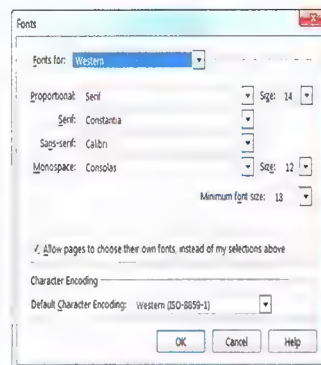 Fonts
Fonts for: Western
Proportional: Serif Size: 14
Serif: Constantia
Sans-serif: Calibri
Monospace: Consolas Size: 12
Minimum font size: 13
Allow pages to choose their own fonts, instead of my selections above
Character Encoding
Default Character Encoding: Western (ISO-8859-1)
OK Cancel Help